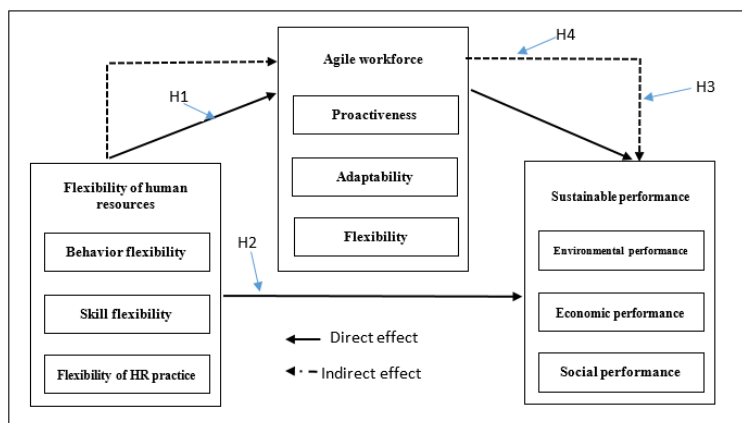 H4
Agile workforce
H1
H3
Proactiveness
Flexibility of human
resources
Adaptability
Sustainable performance
Behavior flexibility
H2
Flexibility
Environmental performance
Skill flexibility
Economic performance
Direct effect
Flexibility of HR practice
Indirect effect
Social performance